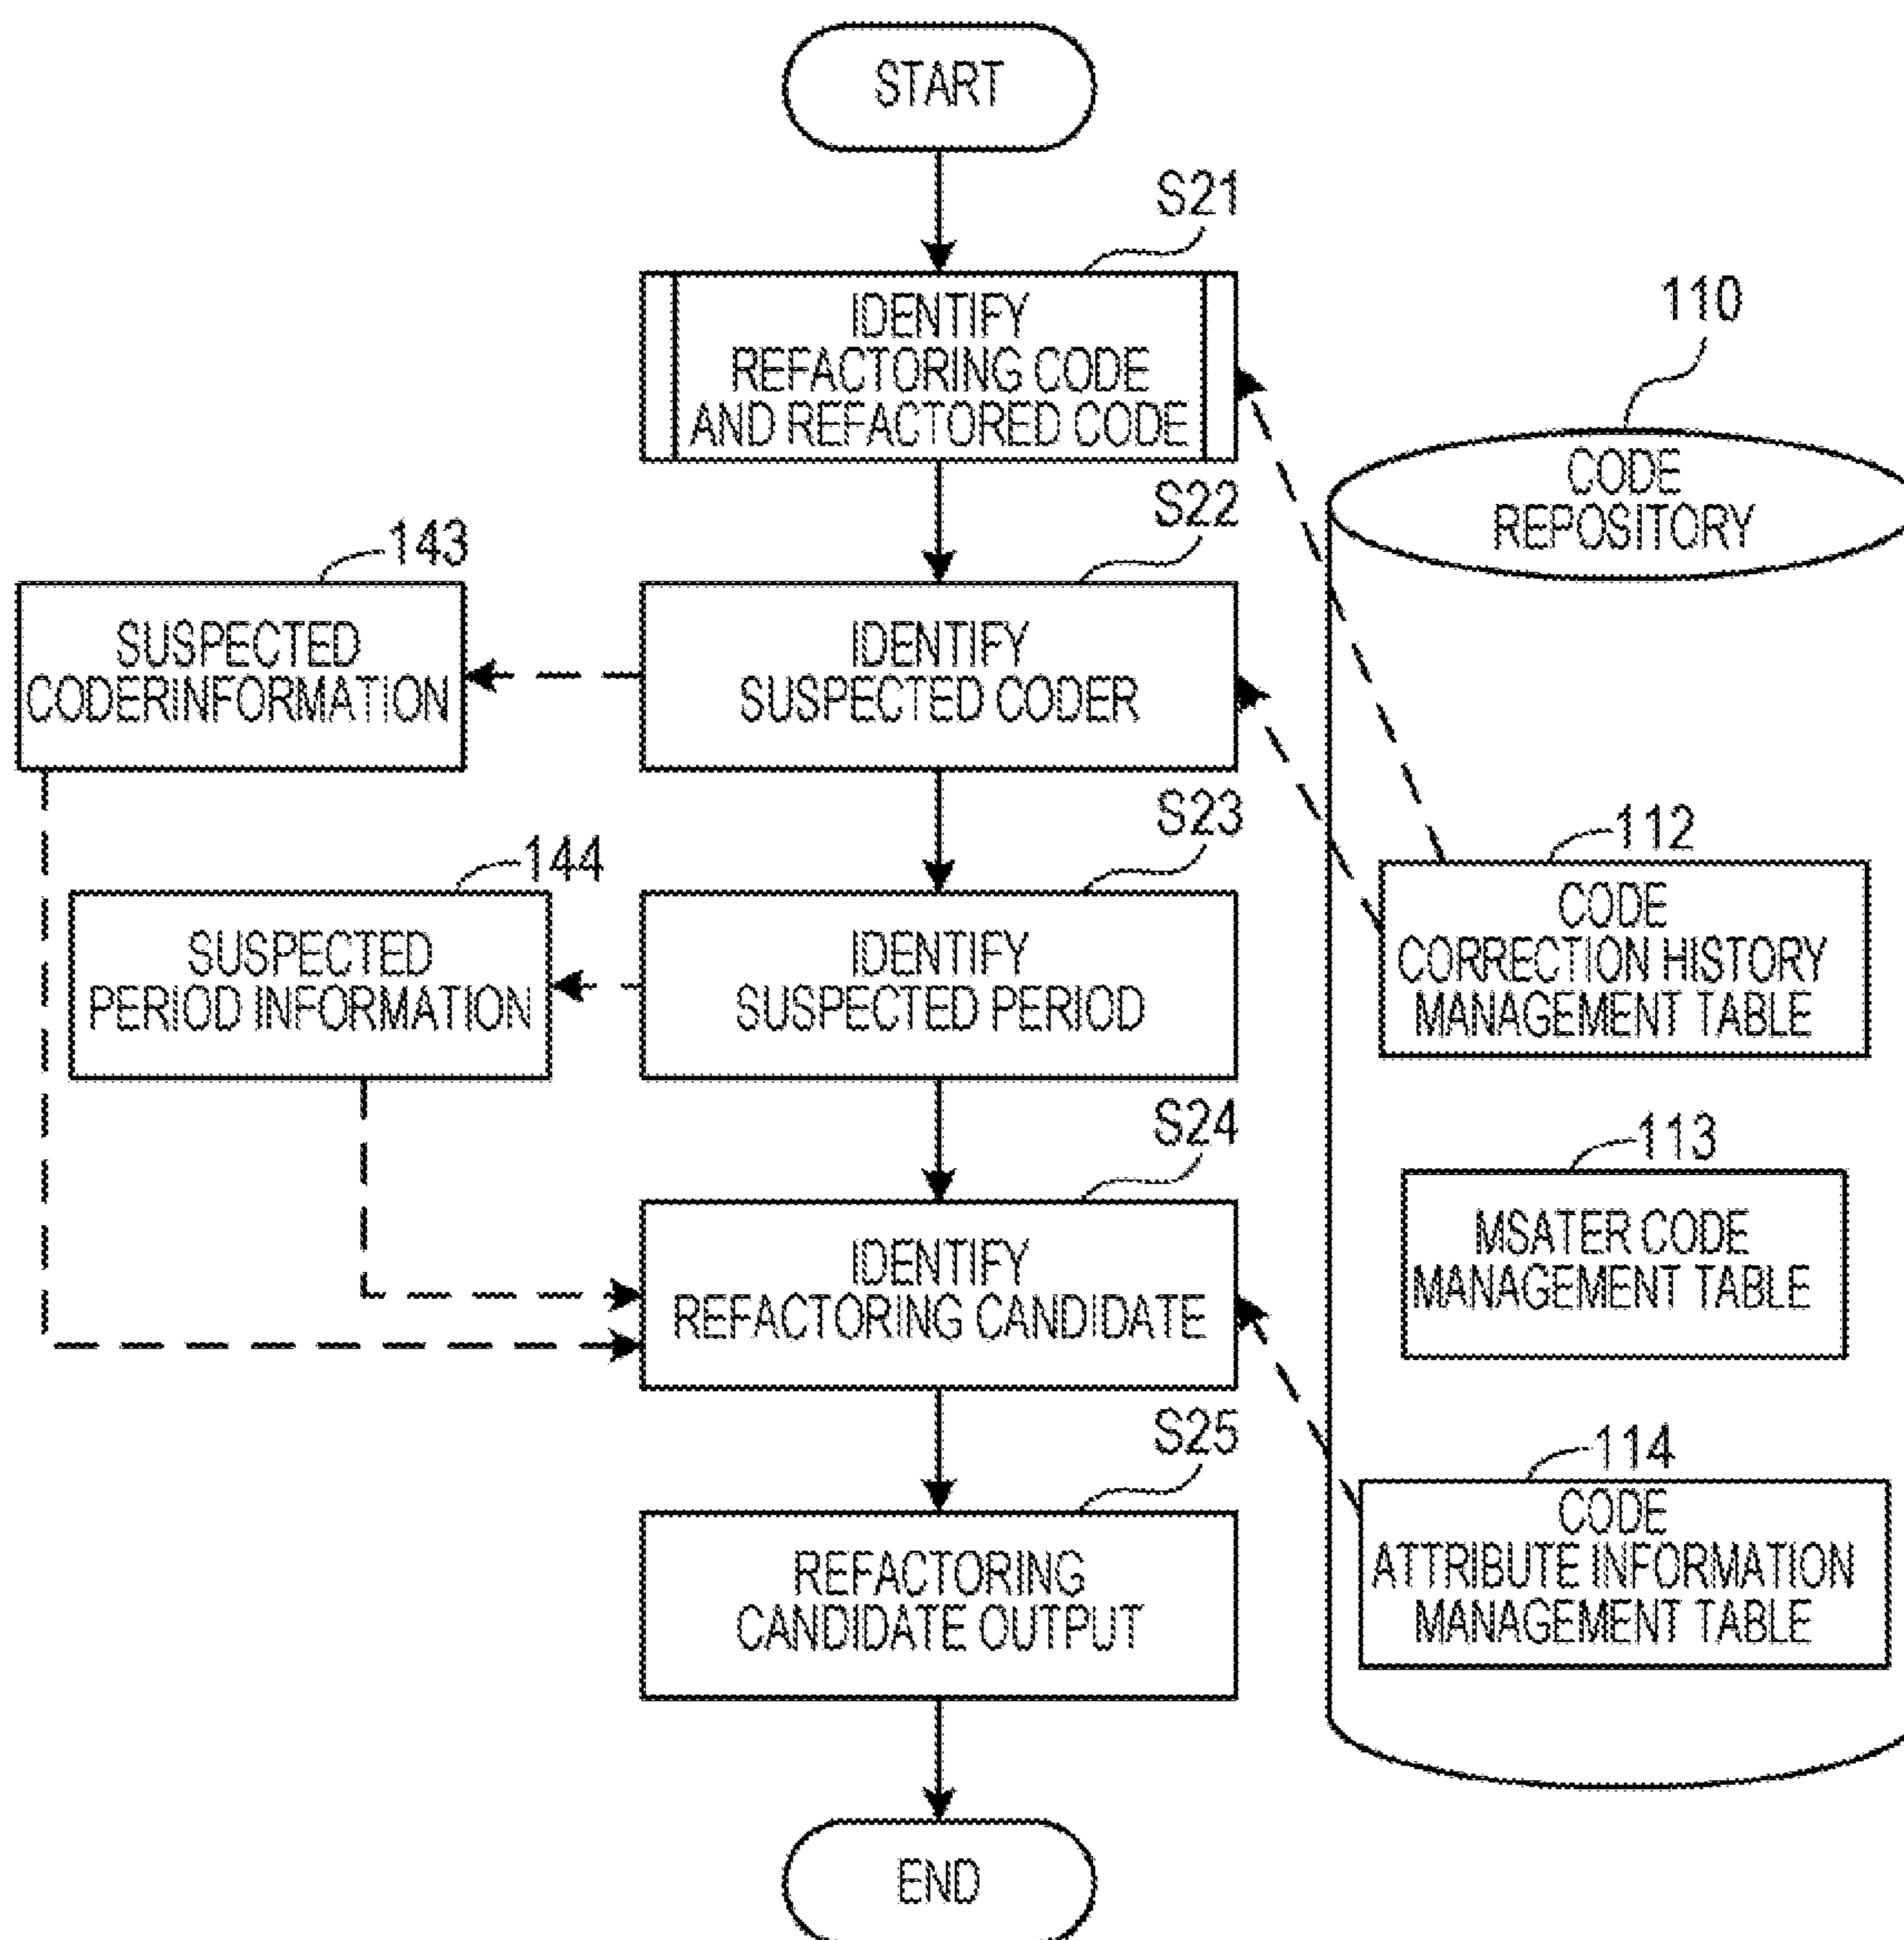 START
S21
IDENTIFY
REFACTORING CODE
AND REFACTORED CODE
110
CODE
REPOSITORY
S22
143
SUSPECTED
CODERINFORMATION
IDENTIFY
SUSPECTED CODER
S23
112
CODE
CORRECTION HISTORY
MANAGEMENT TABLE
144
SUSPECTED
PERIOD INFORMATION
IDENTIFY
SUSPECTED PERIOD
S24
113
MSATER CODE
MANAGEMENT TABLE
IDENTIFY
REFACTORING CANDIDATE
S25
114
CODE
ATTRIBUTE INFORMATION
MANAGEMENT TABLE
REFACTORING
CANDIDATE OUTPUT
END